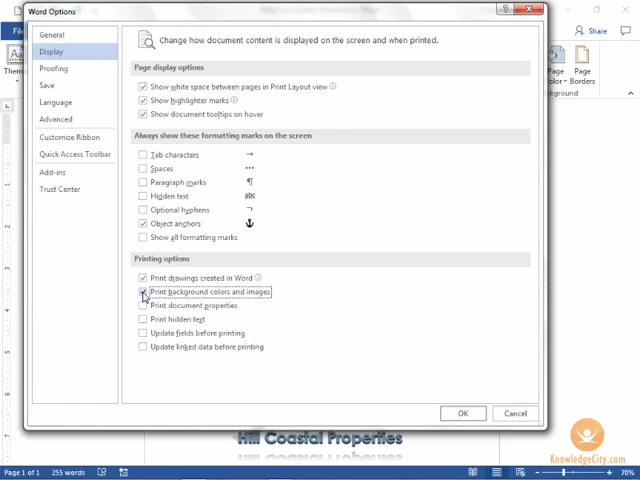 Word Options
General
Display
Proofing
Save
Language
Advanced
Customize Ribbon
Quick Access Toolbar
Add-ins
Trust Center
Change how document content is displayed on the screen and when printed.
Page display options
Show white space between pages in Print Layout view
Show highlighter marks
Show document tooltips on hover
Always show these formatting marks on the screen
Tab characters →
Spaces ...
Paragraph marks ¶
Hidden text abc
Optional hyphens ¬
Object anchors
Show all formatting marks
Printing options
Print drawings created in Word
Print background colors and images
Print document properties
Print hidden text
Update fields before printing
Update linked data before printing
OK Cancel
Share
Page Color
Page Borders
Hill Coastal Properties
KnowledgeCity.com
Page 1 of 1 255 words 70%